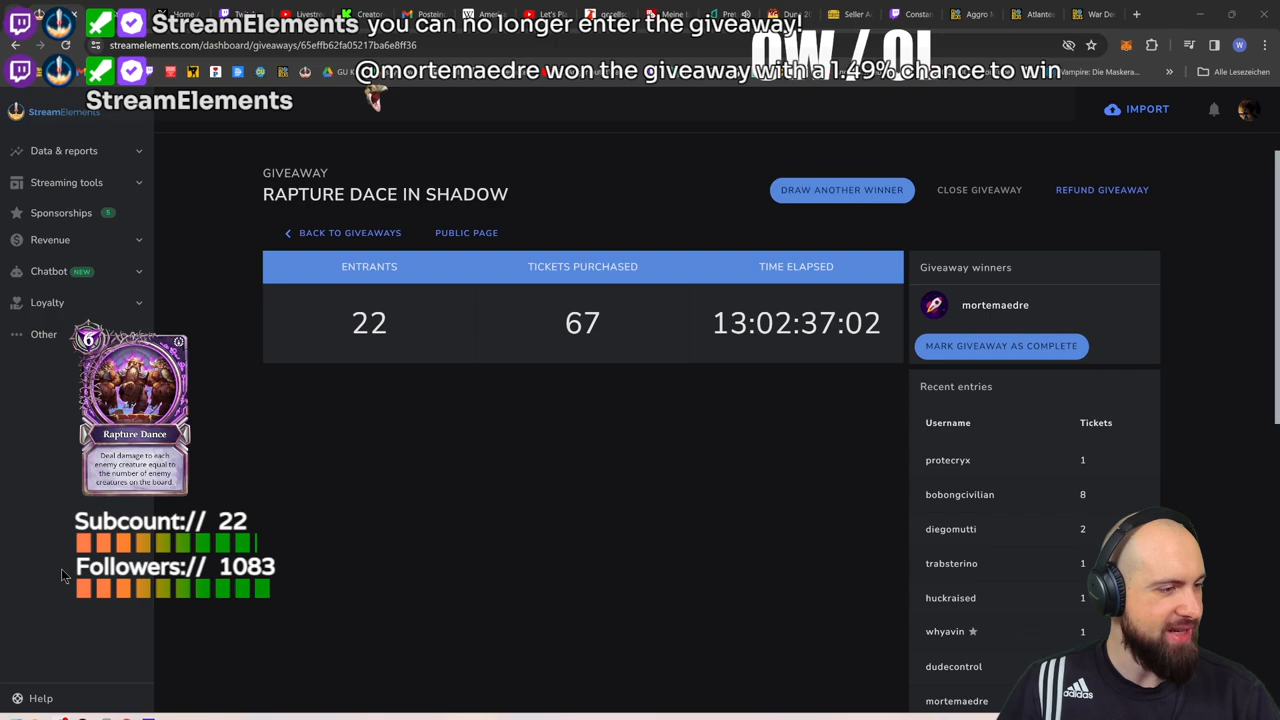 StreamElements you can no longer enter the giveaway!
streamelements.com/dashboard/giveaways/65effb62fa05217ba6e8ff36
0W / 0L
@mortemaedre won the giveaway with a 1.49% chance to win
Alle Lesezeichen
StreamElements
StreamElements
IMPORT
Data & reports
Streaming tools
Sponsorships 5
Revenue
Chatbot NEW
Loyalty
Other
GIVEAWAY
RAPTURE DACE IN SHADOW
DRAW ANOTHER WINNER
CLOSE GIVEAWAY
REFUND GIVEAWAY
BACK TO GIVEAWAYS
PUBLIC PAGE
ENTRANTS
TICKETS PURCHASED
TIME ELAPSED
22
67
13:02:37:02
Giveaway winners
mortemaedre
MARK GIVEAWAY AS COMPLETE
Recent entries
Username Tickets
protecryx 1
bobongcivilian 8
diegomutti 2
trabsterino 1
huckraised 1
whyavin 1
dudecontrol
mortemaedre
6
Rapture Dance
Deal damage to each
enemy creature equal to
the number of enemy
creatures on the board.
Subcount:// 22
Followers:// 1083
Help
adidas